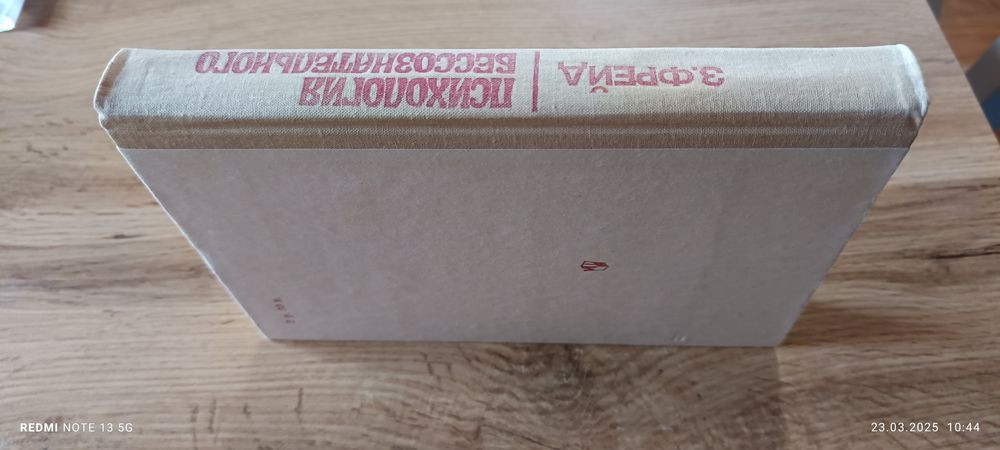 З.ФРЕЙД
ПСИХОЛОГИЯ
БЕССОЗНАТЕЛЬНОГО
REDMI NOTE 13 5G
23.03.2025 10:44